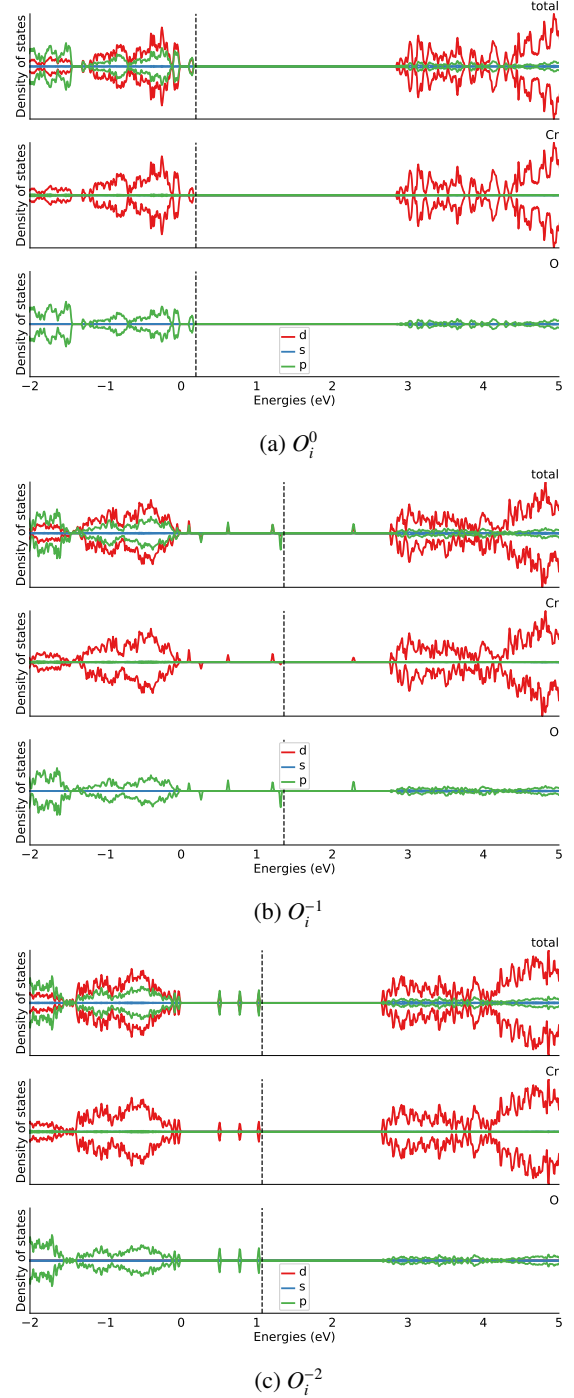 total
Density of states
Cr
Density of states
O
Density of states
d
s
p
−2 −1 0 1 2 3 4 5
Energies (eV)
(a) $O_i^0$
total
Density of states
Cr
Density of states
O
Density of states
d
s
p
−2 −1 0 1 2 3 4 5
Energies (eV)
(b) $O_i^{-1}$
total
Density of states
Cr
Density of states
O
Density of states
d
s
p
−2 −1 0 1 2 3 4 5
Energies (eV)
(c) $O_i^{-2}$